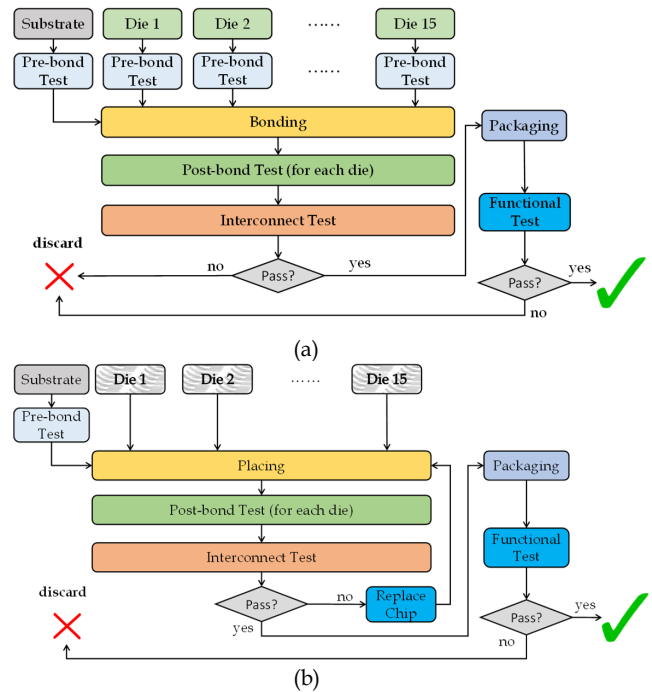 Substrate
Die 1
Die 2
......
Die 15
Pre-bond
Test
Pre-bond
Test
Pre-bond
Test
......
Pre-bond
Test
Bonding
Packaging
Post-bond Test (for each die)
Interconnect Test
Functional
Test
discard
no
Pass?
yes
Pass?
yes
no
(a)
Substrate
Die 1
Die 2
......
Die 15
Pre-bond
Test
Placing
Packaging
Post-bond Test (for each die)
Interconnect Test
Functional
Test
discard
Pass?
no
Replace
Chip
yes
Pass?
yes
no
(b)